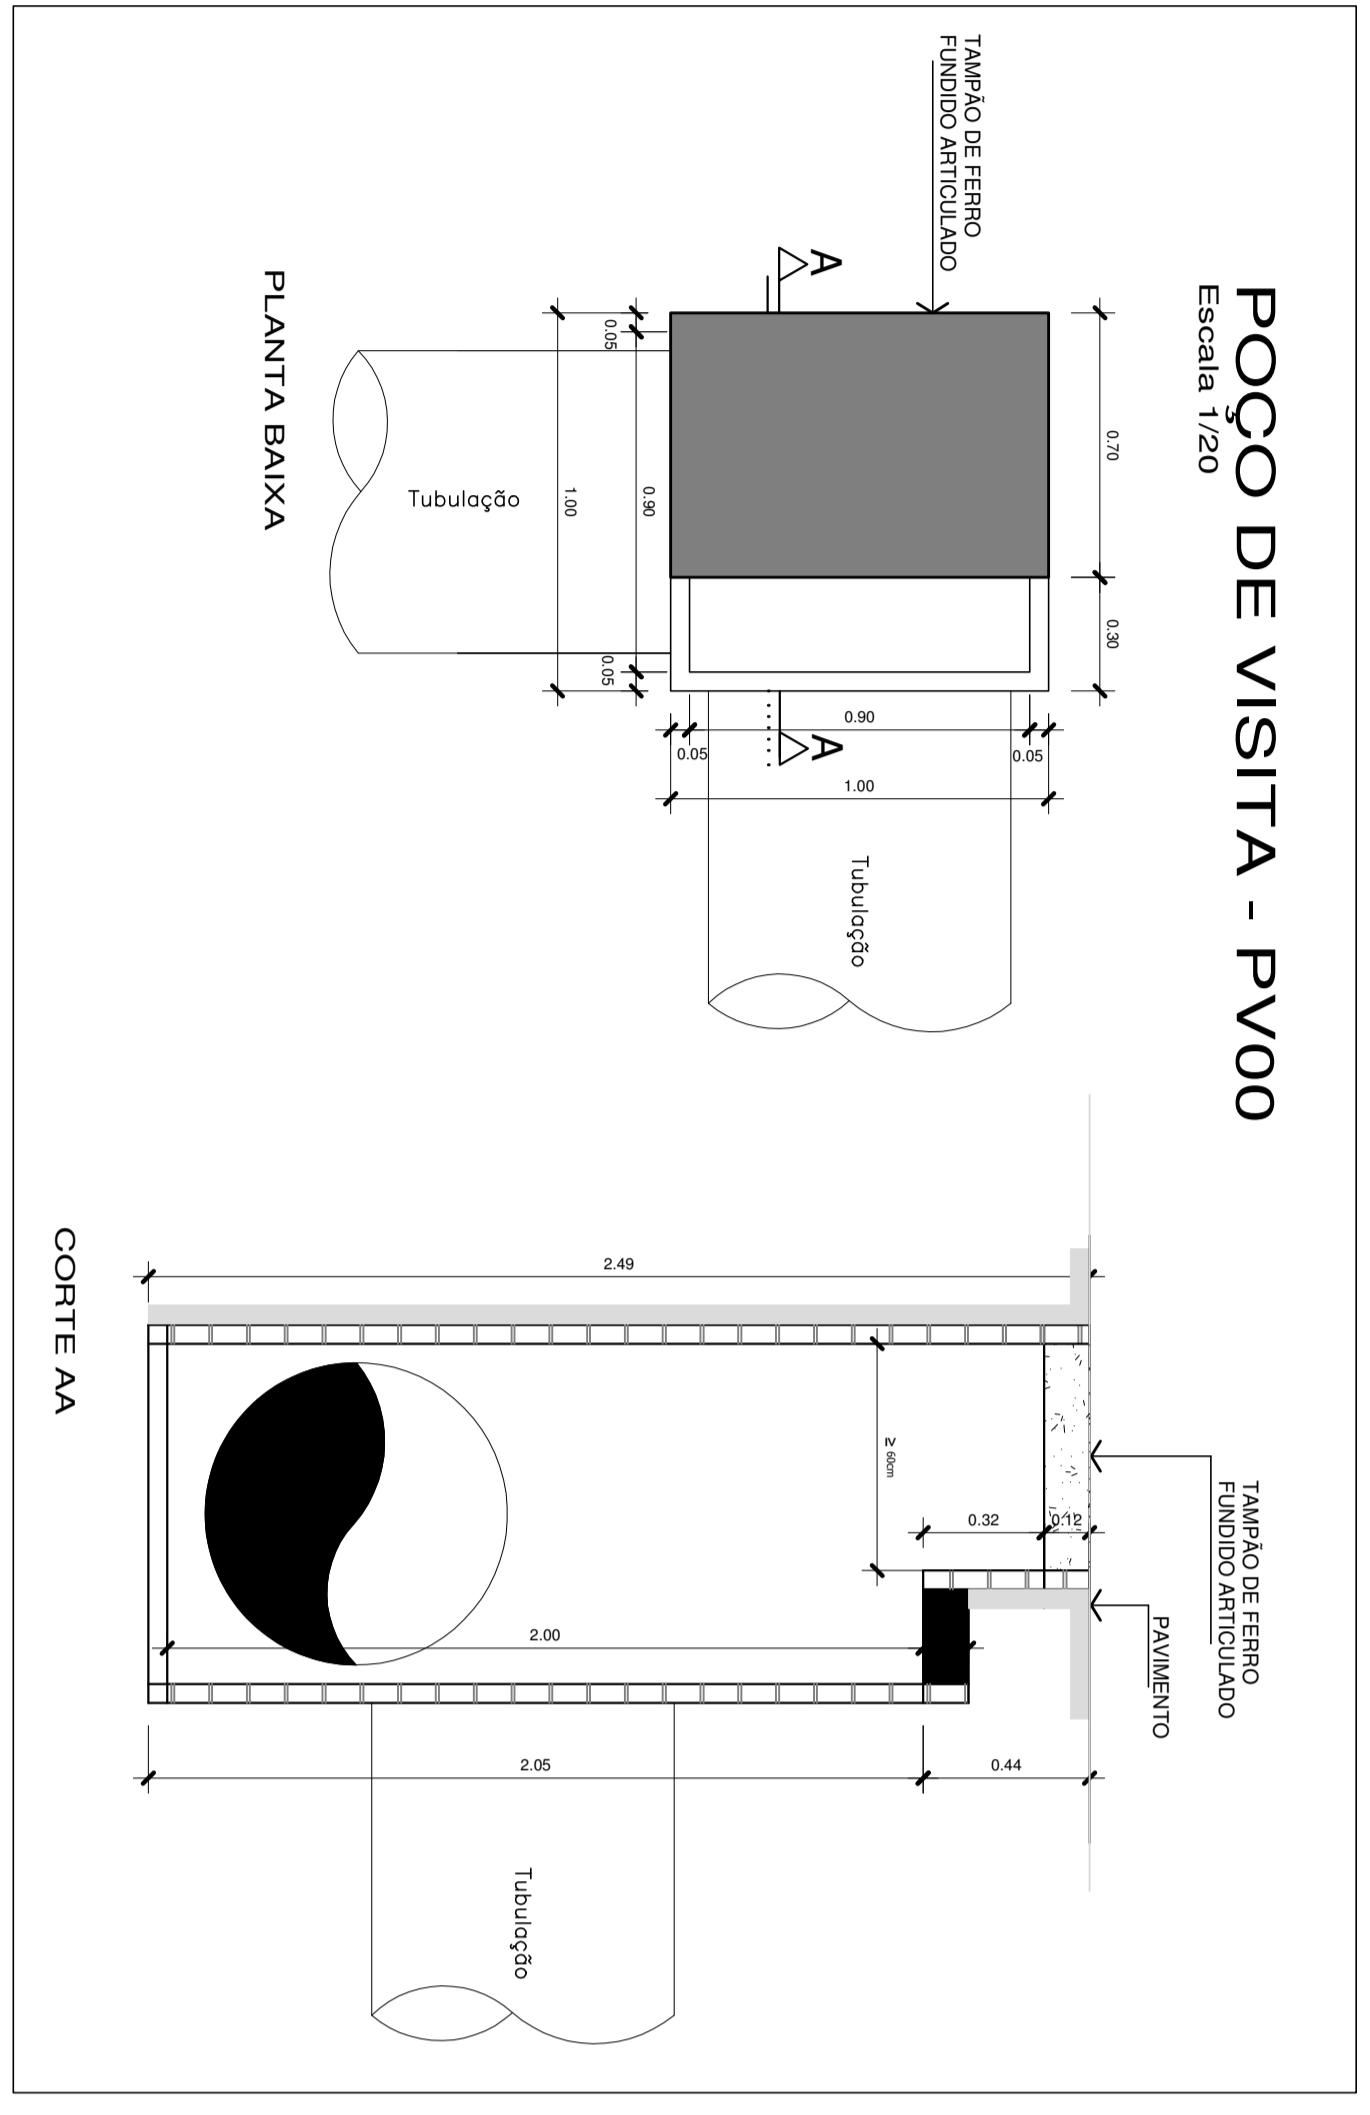 POÇO DE VISITA - PV00
Escala 1/20
TAMPÃO DE FERRO
FUNDIDO ARTICULADO
A
A
0.70
0.30
0.05
0.90
0.05
1.00
0.90
0.05
0.05
1.00
Tubulação
Tubulação
PLANTA BAIXA
TAMPÃO DE FERRO
FUNDIDO ARTICULADO
PAVIMENTO
2.49
≥ 60cm
0.32
0.12
2.00
2.05
0.44
Tubulação
CORTE AA